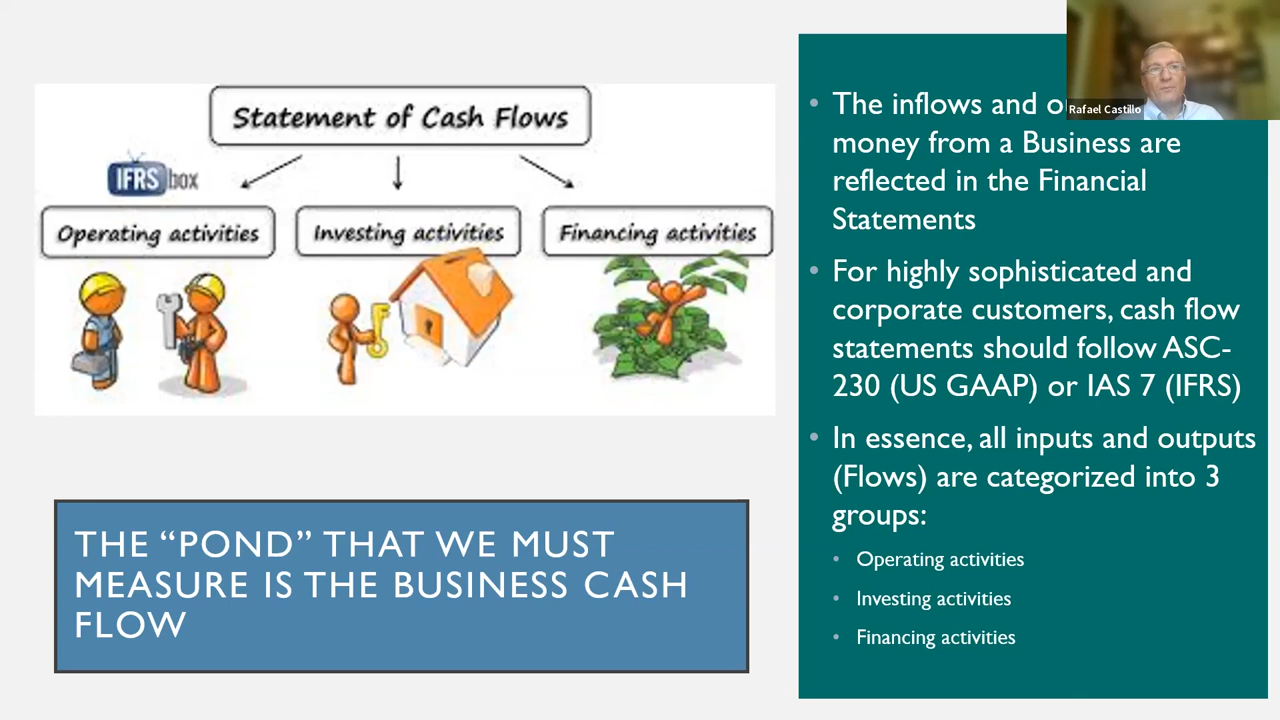 Statement of Cash Flows
IFRS box
Operating activities
Investing activities
Financing activities
THE “POND” THAT WE MUST
MEASURE IS THE BUSINESS CASH
FLOW
Rafael Castillo
• The inflows and
money from a Business are
reflected in the Financial
Statements
• For highly sophisticated and
corporate customers, cash flow
statements should follow ASC-
230 (US GAAP) or IAS 7 (IFRS)
• In essence, all inputs and outputs
(Flows) are categorized into 3
groups:
• Operating activities
• Investing activities
• Financing activities